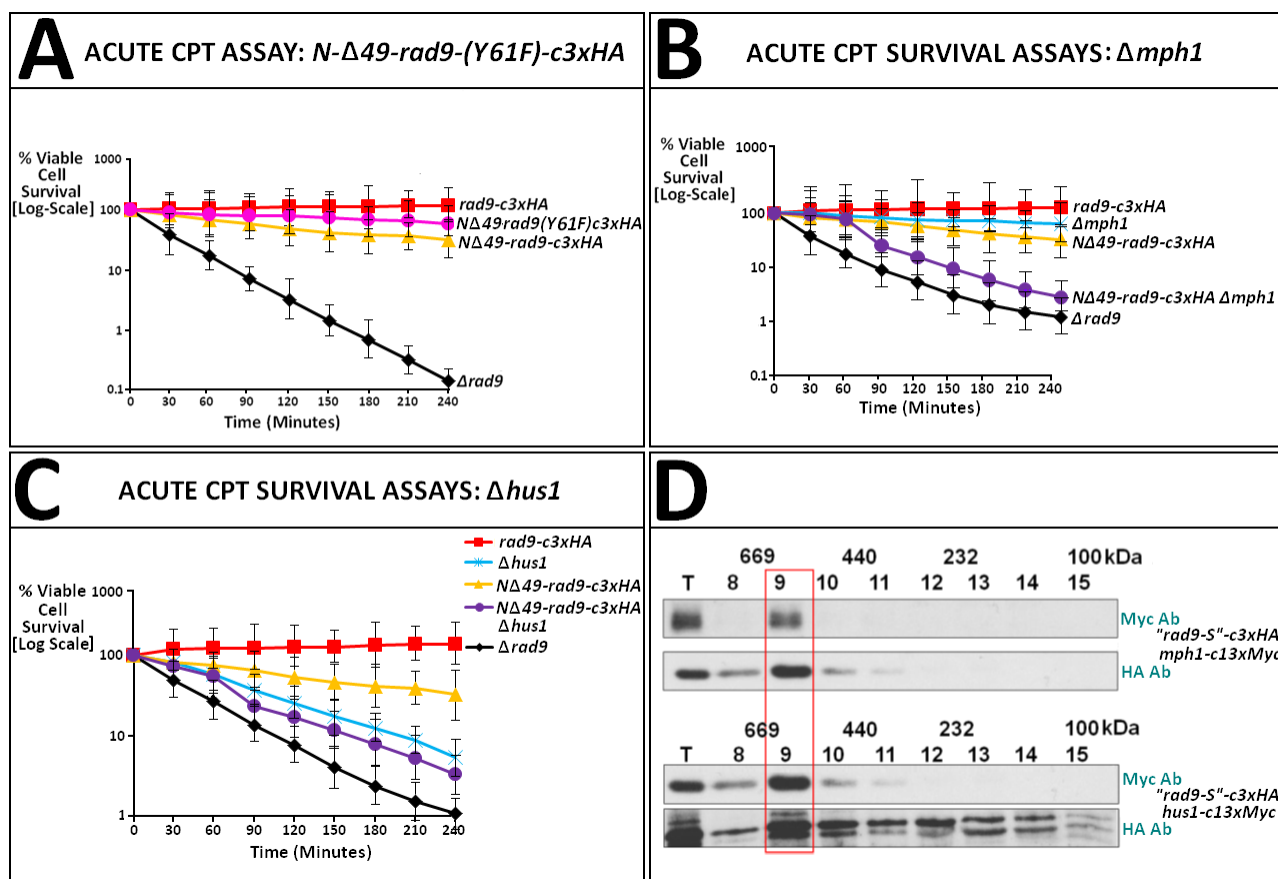 A
ACUTE CPT ASSAY: N-Δ49-rad9-(Y61F)-c3xHA
% Viable
Cell
Survival
[Log-Scale]
1000
100
10
1
0.1
rad9-c3xHA
NΔ49rad9(Y61F)c3xHA
NΔ49-rad9-c3xHA
Δrad9
0 30 60 90 120 150 180 210 240
Time (Minutes)
B
ACUTE CPT SURVIVAL ASSAYS: Δmph1
% Viable
Cell
Survival
[Log-Scale]
1000
100
10
1
0.1
rad9-c3xHA
Δmph1
NΔ49-rad9-c3xHA
NΔ49-rad9-c3xHA Δmph1
Δrad9
0 30 60 90 120 150 180 210 240
Time (Minutes)
C
ACUTE CPT SURVIVAL ASSAYS: Δhus1
rad9-c3xHA
Δhus1
NΔ49-rad9-c3xHA
NΔ49-rad9-c3xHA
Δhus1
Δrad9
% Viable
Cell
Survival
[Log Scale]
1000
100
10
1
0 30 60 90 120 150 180 210 240
Time (Minutes)
D
669 440 232 100kDa
T 8 9 10 11 12 13 14 15
Myc Ab
"rad9-S"-c3xHA
mph1-c13xMyc
HA Ab
669 440 232 100kDa
T 8 9 10 11 12 13 14 15
Myc Ab
"rad9-S"-c3xHA
hus1-c13xMyc
HA Ab